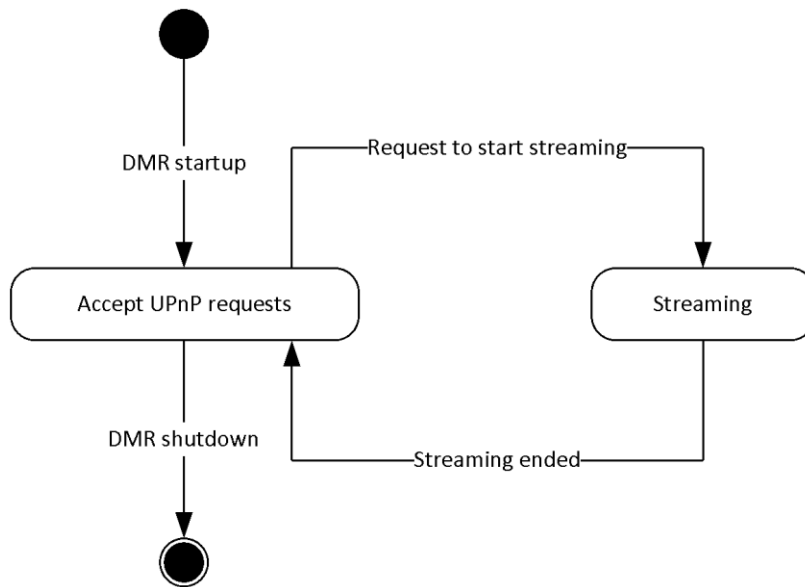 Request to start streaming
DMR startup
Accept UPnP requests
Streaming
DMR shutdown
Streaming ended